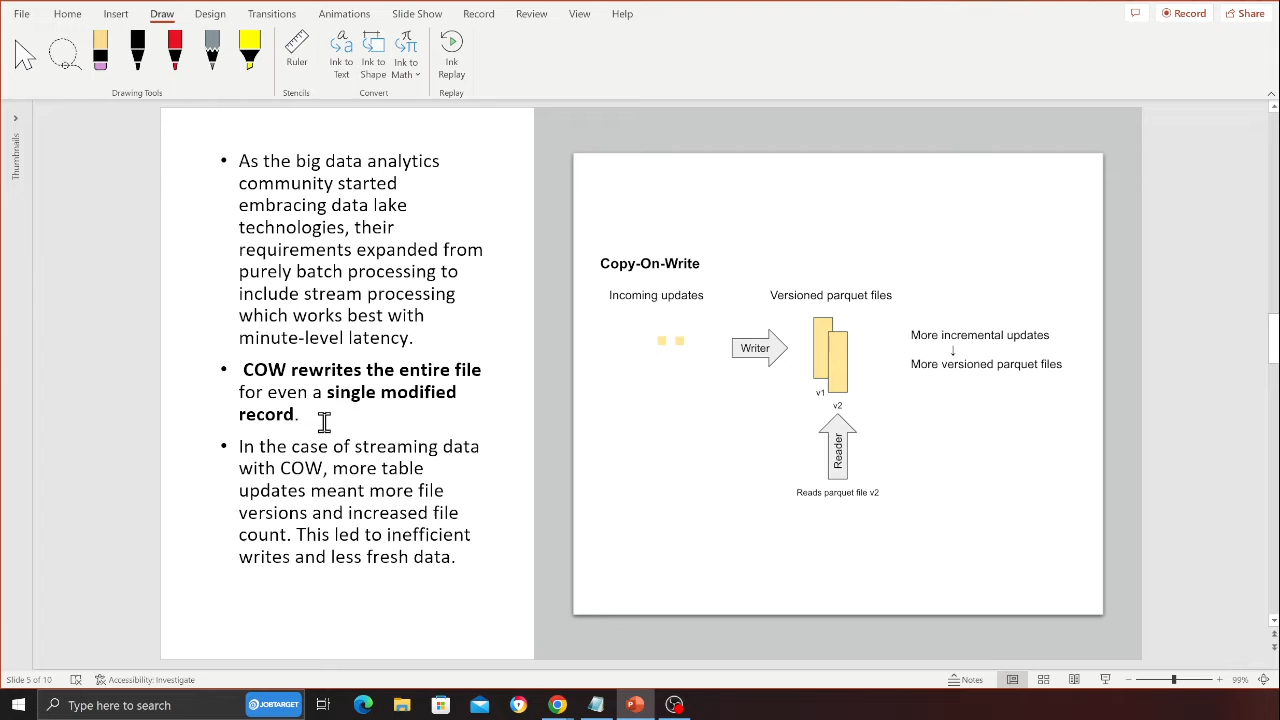 File Home Insert Draw Design Transitions Animations Slide Show Record Review View Help Record Share
Ruler
Ink to Text
Ink to Shape
Ink to Math
Ink Replay
Drawing Tools Stencils Convert Replay
Thumbnails
• As the big data analytics
community started
embracing data lake
technologies, their
requirements expanded from
purely batch processing to
include stream processing
which works best with
minute-level latency.
• COW rewrites the entire file
for even a single modified
record.
• In the case of streaming data
with COW, more table
updates meant more file
versions and increased file
count. This led to inefficient
writes and less fresh data.
Copy-On-Write
Incoming updates Versioned parquet files
Writer
More incremental updates
↓
More versioned parquet files
v1
v2
Reader
Reads parquet file v2
Slide 5 of 10 Accessibility: Investigate Notes 99%
Type here to search JOBTARGET